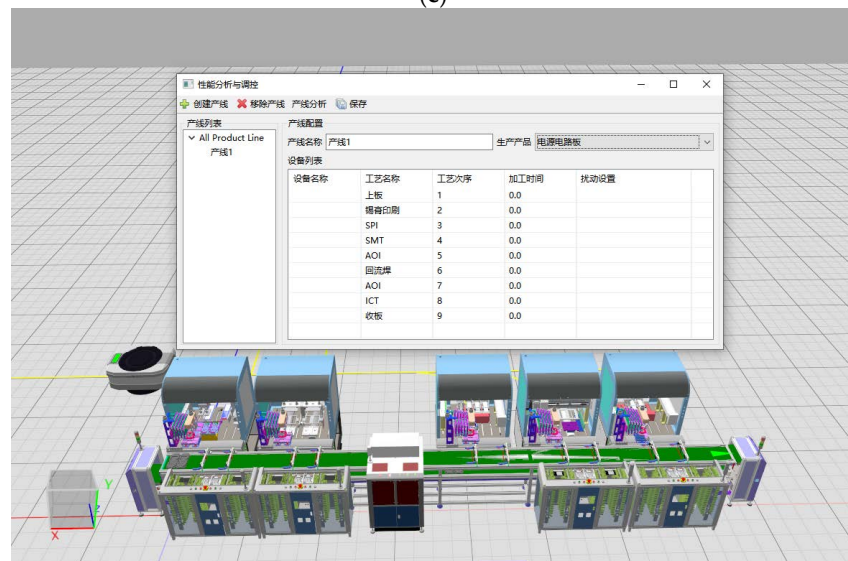 (c)
性能分析与调控
创建产线 移除产线 产线分析 保存
产线列表
All Product Line
产线1
产线配置
产线名称 产线1 生产产品 电源电路板
设备列表
设备名称 工艺名称 工艺次序 加工时间 扰动设置
上板 1 0.0
锡膏印刷 2 0.0
SPI 3 0.0
SMT 4 0.0
AOI 5 0.0
回流焊 6 0.0
AOI 7 0.0
ICT 8 0.0
收板 9 0.0
Y
X